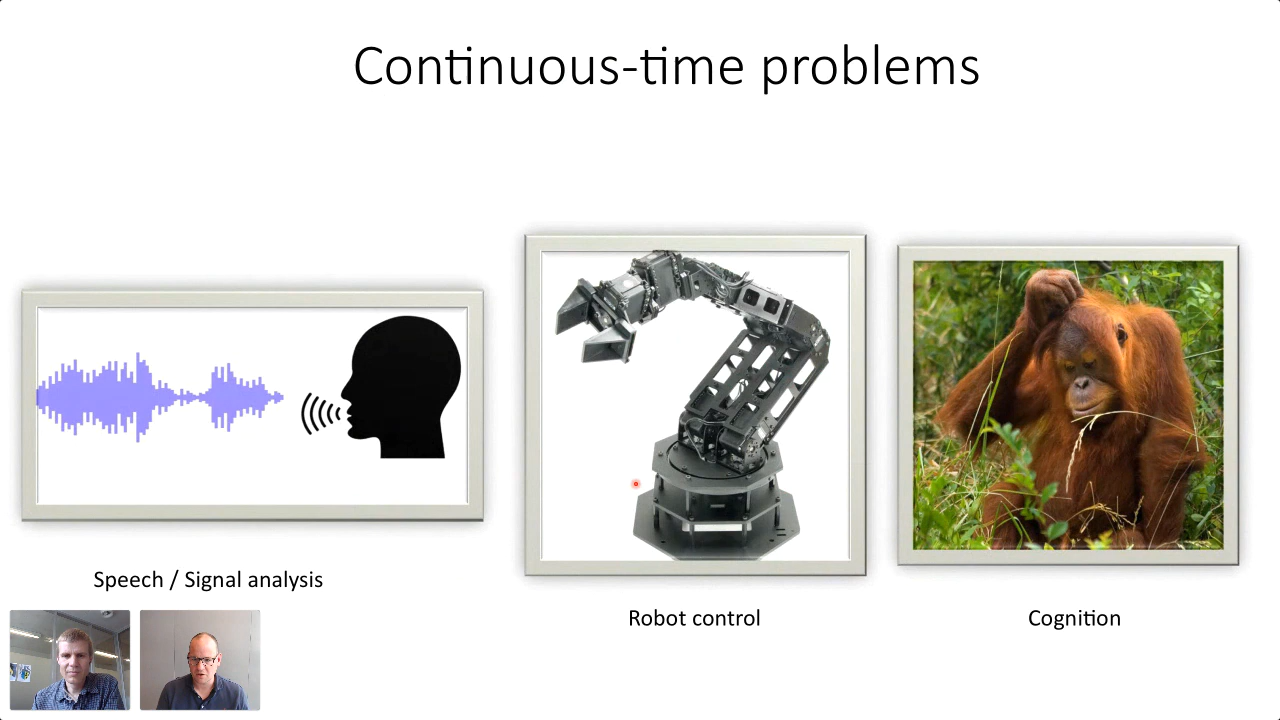 Continuous-time problems
Speech / Signal analysis
Robot control
Cognition